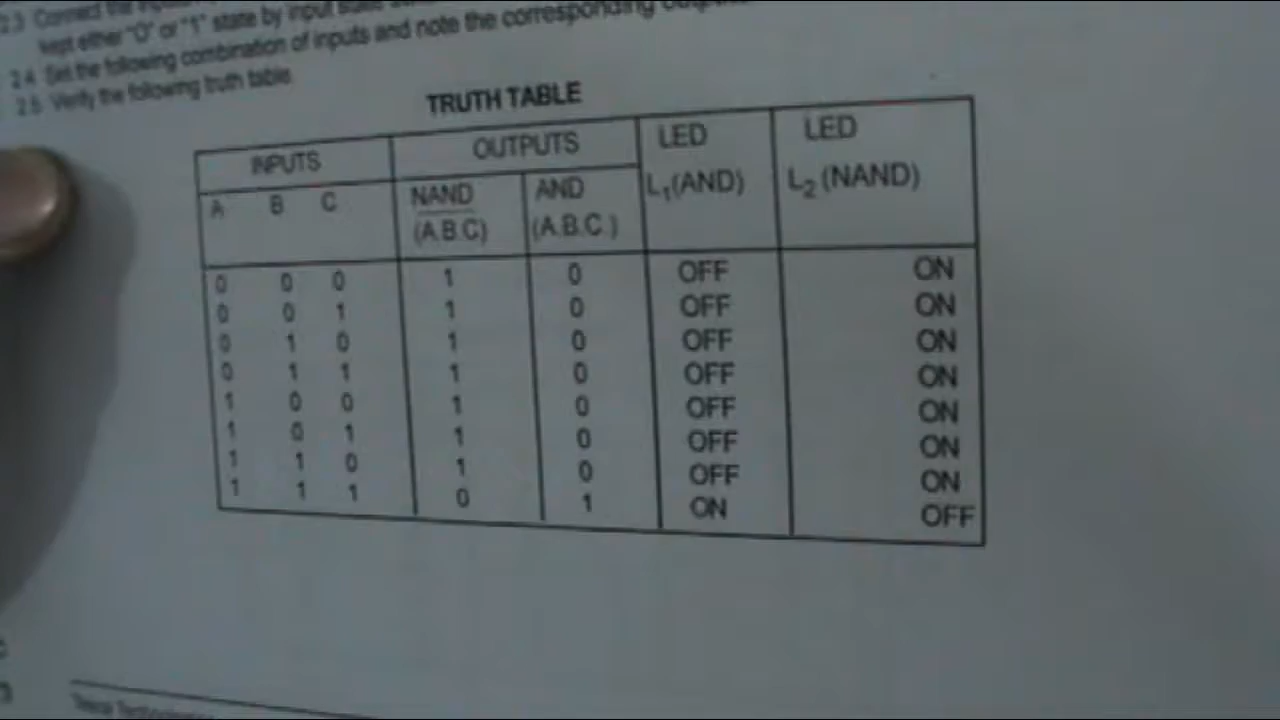 2.3 Connect the
kept either "0" or "1" state by input state
2.4 Set the following combination of inputs and note the corresponding
2.5 Verify the following truth table
TRUTH TABLE
INPUTS OUTPUTS LED LED
A B C NAND AND L1(AND) L2 (NAND)
(A.B.C) (A.B.C )
0 0 0 1 0 OFF ON
0 0 1 1 0 OFF ON
0 1 0 1 0 OFF ON
0 1 1 1 0 OFF ON
1 0 0 1 0 OFF ON
1 0 1 1 0 OFF ON
1 1 0 1 0 OFF ON
1 1 1 0 1 ON OFF